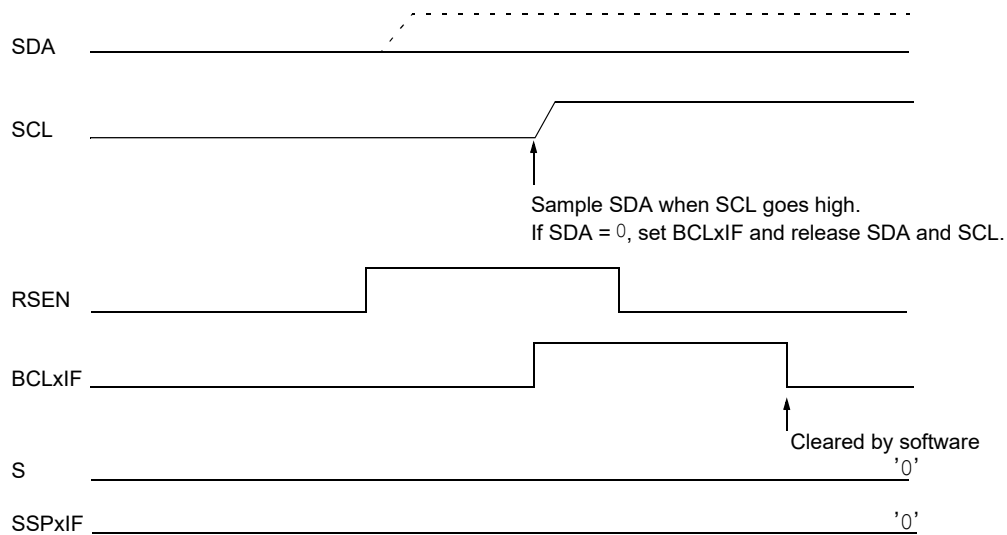 SDA
SCL
Sample SDA when SCL goes high.
If SDA = 0, set BCLxIF and release SDA and SCL.
RSEN
BCLxIF
Cleared by software
S
'0'
SSPxIF
'0'